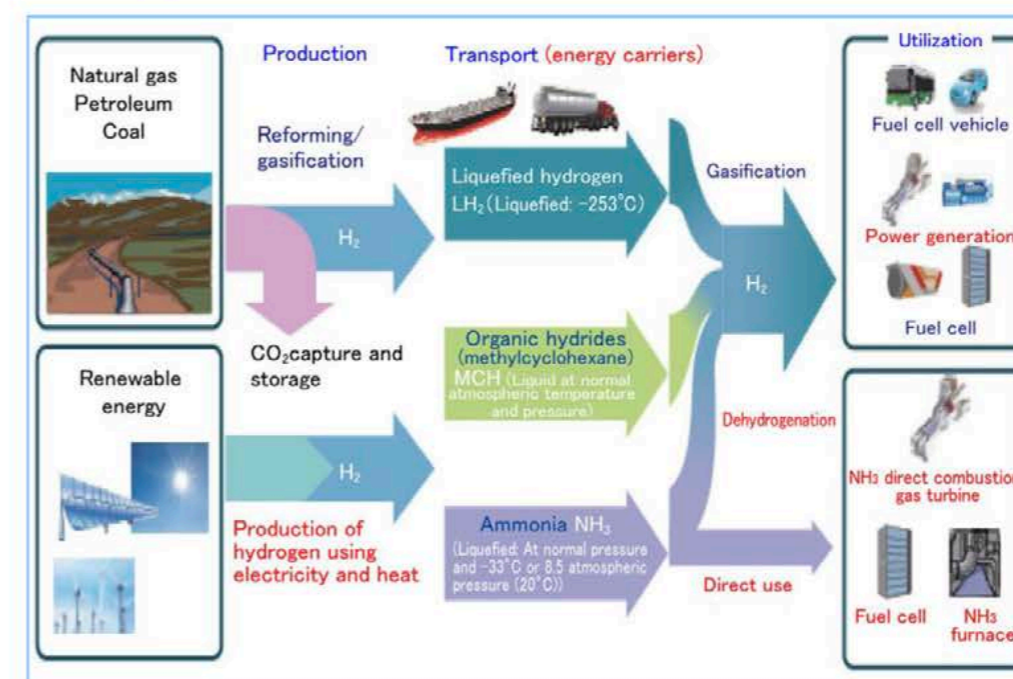 Natural gas
Petroleum
Coal
Production
Reforming/
gasification
H₂
CO₂capture and
storage
Renewable
energy
H₂
Production of
hydrogen using
electricity and heat
Transport (energy carriers)
Liquefied hydrogen
LH₂(Liquefied: -253°C)
Organic hydrides
(methylcyclohexane)
MCH (Liquid at normal
atmospheric temperature
and pressure)
Ammonia NH₃
(Liquefied: At normal pressure
and -33°C or 8.5 atmospheric
pressure (20°C))
Gasification
H₂
Dehydrogenation
Direct use
Utilization
Fuel cell vehicle
Power generation
Fuel cell
NH₃ direct combustion
gas turbine
Fuel cell
NH₃
furnace